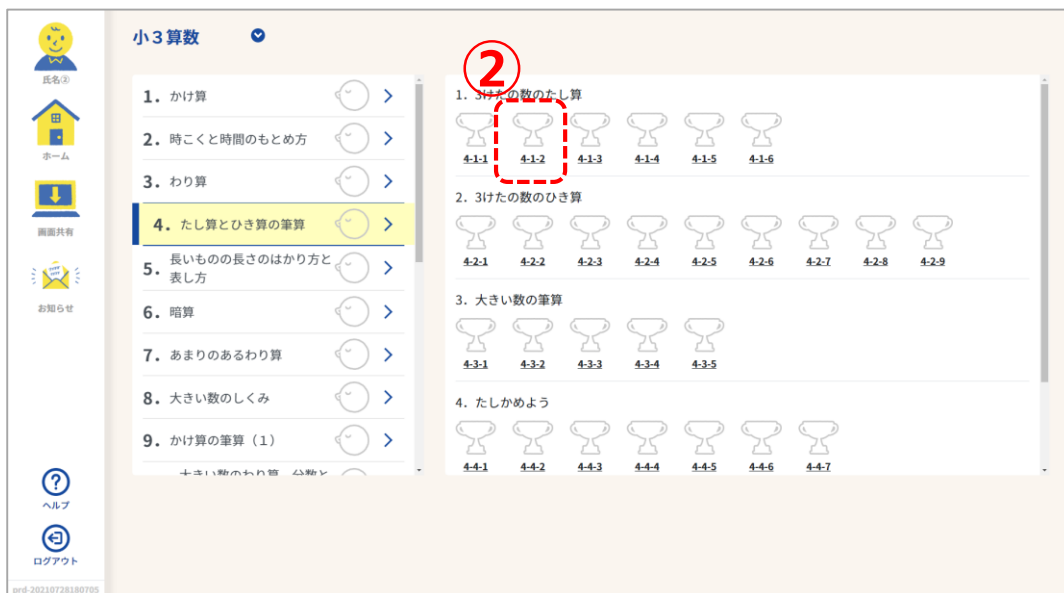 氏名②
ホーム
画面共有
お知らせ
ヘルプ
ログアウト
prd-20210728180705
小３算数
1. かけ算
2. 時こくと時間のもとめ方
3. わり算
4. たし算とひき算の筆算
5. 長いものの長さのはかり方と
表し方
6. 暗算
7. あまりのあるわり算
8. 大きい数のしくみ
9. かけ算の筆算（1）
大きい数のわり算、分数と
②
1. 3けたの数のたし算
4-1-1 4-1-2 4-1-3 4-1-4 4-1-5 4-1-6
2. 3けたの数のひき算
4-2-1 4-2-2 4-2-3 4-2-4 4-2-5 4-2-6 4-2-7 4-2-8 4-2-9
3. 大きい数の筆算
4-3-1 4-3-2 4-3-3 4-3-4 4-3-5
4. たしかめよう
4-4-1 4-4-2 4-4-3 4-4-4 4-4-5 4-4-6 4-4-7